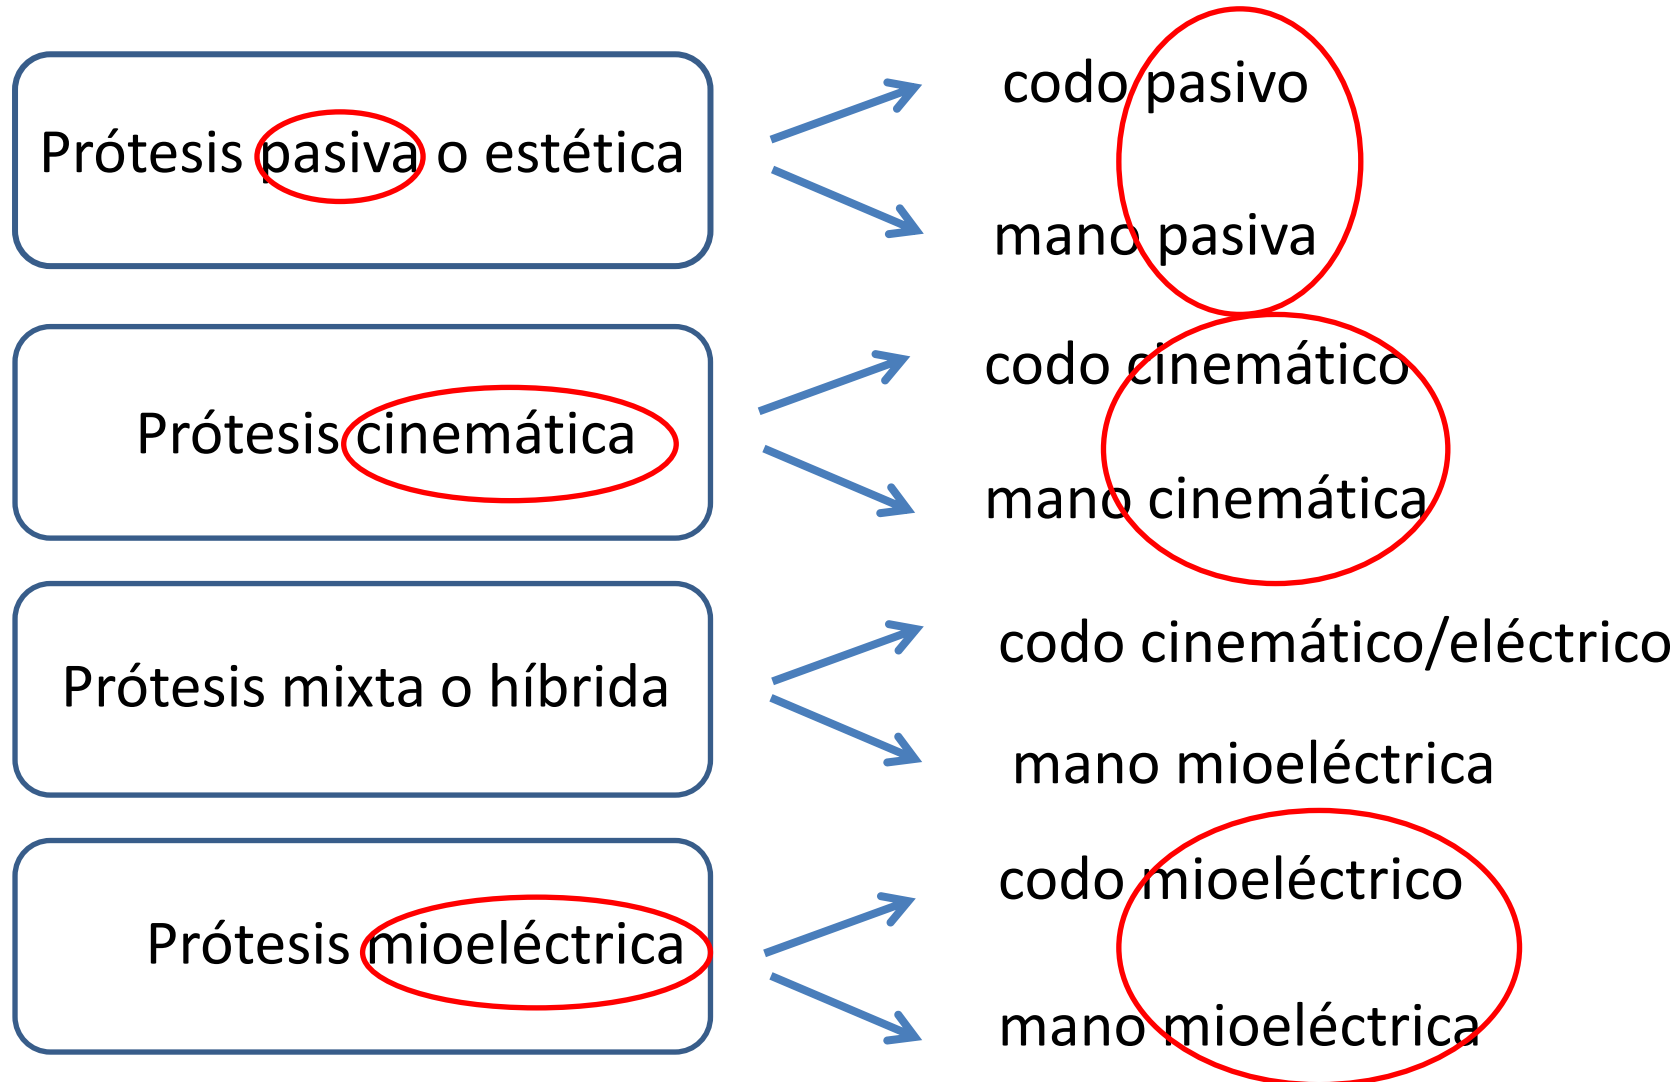 Prótesis pasiva o estética
codo pasivo
mano pasiva
Prótesis cinemática
codo cinemático
mano cinemática
Prótesis mixta o híbrida
codo cinemático/eléctrico
mano mioeléctrica
Prótesis mioeléctrica
codo mioeléctrico
mano mioeléctrica